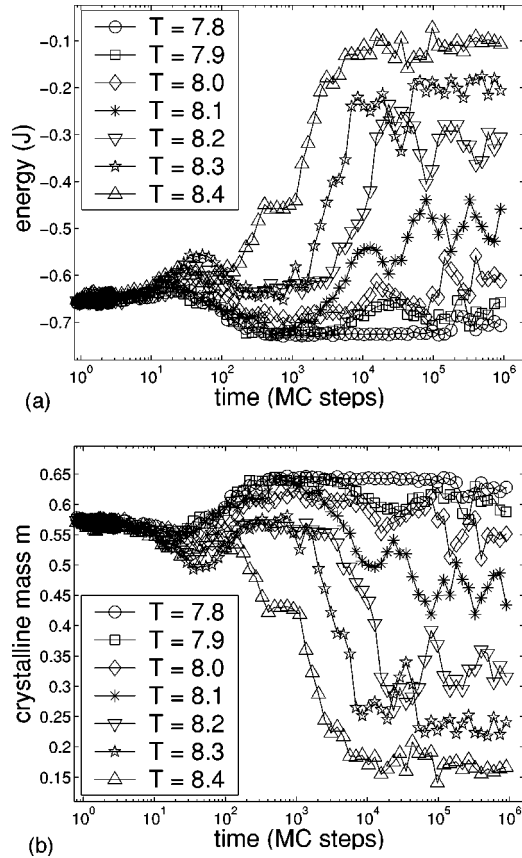 −0.1
−0.2
−0.3
−0.4
−0.5
−0.6
−0.7
energy (J)
T = 7.8
T = 7.9
T = 8.0
T = 8.1
T = 8.2
T = 8.3
T = 8.4
10^0 10^1 10^2 10^3 10^4 10^5 10^6
time (MC steps)
(a)
0.65
0.6
0.55
0.5
0.45
0.4
0.35
0.3
0.25
0.2
0.15
crystalline mass m
T = 7.8
T = 7.9
T = 8.0
T = 8.1
T = 8.2
T = 8.3
T = 8.4
10^0 10^1 10^2 10^3 10^4 10^5 10^6
time (MC steps)
(b)